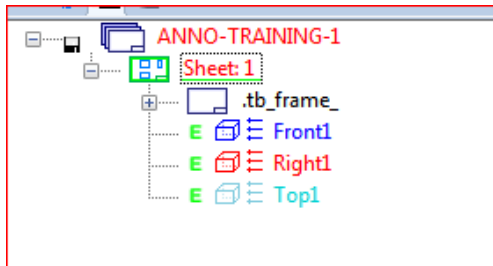 ANNO-TRAINING-1
Sheet: 1
.tb_frame_
E Front1
E Right1
E Top1